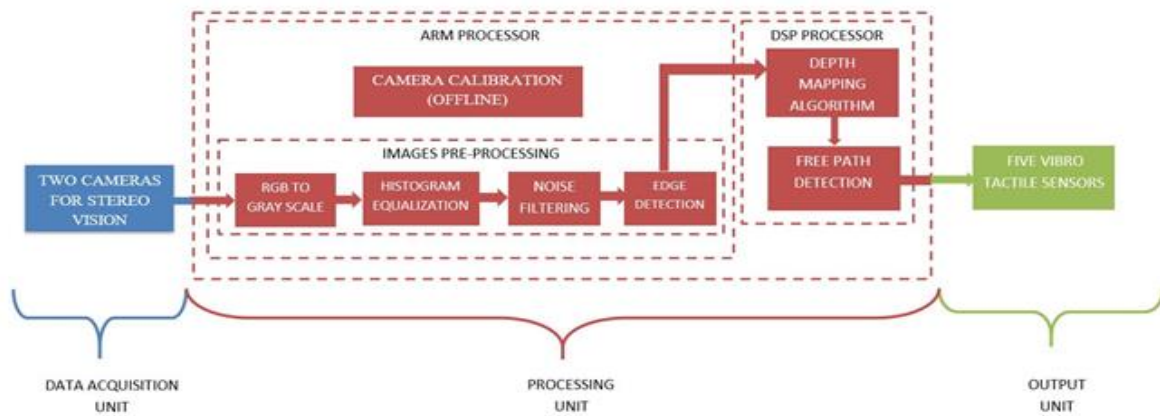 ARM PROCESSOR
CAMERA CALIBRATION
(OFFLINE)
IMAGES PRE-PROCESSING
TWO CAMERAS
FOR STEREO
VISION
RGB TO
GRAY SCALE
HISTOGRAM
EQUALIZATION
NOISE
FILTERING
EDGE
DETECTION
DSP PROCESSOR
DEPTH
MAPPING
ALGORITHM
FREE PATH
DETECTION
FIVE VIBRO
TACTILE SENSORS
DATA ACQUISITION
UNIT
PROCESSING
UNIT
OUTPUT
UNIT